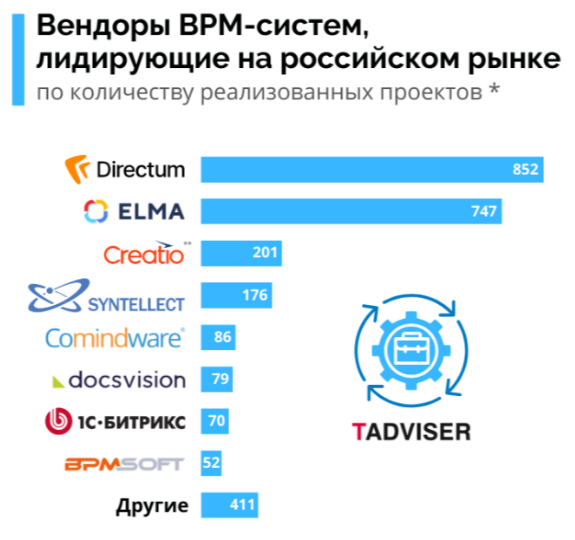 Вендоры BPM-систем,
лидирующие на российском рынке
по количеству реализованных проектов *
Directum 852
ELMA 747
Creatio ** 201
SYNTELLECT 176
Comindware® 86
docsvision 79
1С·БИТРИКС 70
BPMSOFT 52
Другие 411
TADVISER